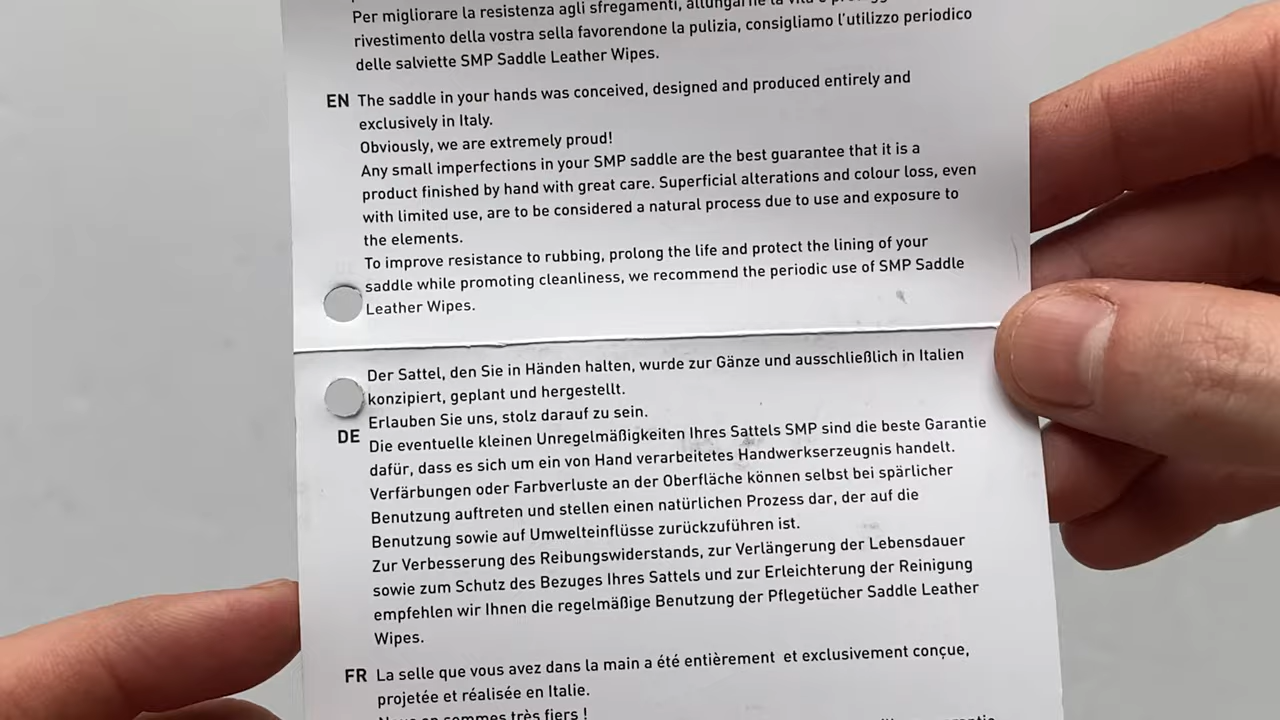 Per migliorare la resistenza agli sfregamenti, allungarne la vita e
rivestimento della vostra sella favorendone la pulizia, consigliamo l'utilizzo periodico
delle salviette SMP Saddle Leather Wipes.
EN The saddle in your hands was conceived, designed and produced entirely and
exclusively in Italy.
Obviously, we are extremely proud!
Any small imperfections in your SMP saddle are the best guarantee that it is a
product finished by hand with great care. Superficial alterations and colour loss, even
with limited use, are to be considered a natural process due to use and exposure to
the elements.
To improve resistance to rubbing, prolong the life and protect the lining of your
saddle while promoting cleanliness, we recommend the periodic use of SMP Saddle
Leather Wipes.
Der Sattel, den Sie in Händen halten, wurde zur Gänze und ausschließlich in Italien
konzipiert, geplant und hergestellt.
Erlauben Sie uns, stolz darauf zu sein.
DE Die eventuelle kleinen Unregelmäßigkeiten Ihres Sattels SMP sind die beste Garantie
dafür, dass es sich um ein von Hand verarbeitetes Handwerkserzeugnis handelt.
Verfärbungen oder Farbverluste an der Oberfläche können selbst bei spärlicher
Benutzung auftreten und stellen einen natürlichen Prozess dar, der auf die
Benutzung sowie auf Umwelteinflüsse zurückzuführen ist.
Zur Verbesserung des Reibungswiderstands, zur Verlängerung der Lebensdauer
sowie zum Schutz des Bezuges Ihres Sattels und zur Erleichterung der Reinigung
empfehlen wir Ihnen die regelmäßige Benutzung der Pflegetücher Saddle Leather
Wipes.
FR La selle que vous avez dans la main a été entièrement et exclusivement conçue,
projetée et réalisée en Italie.
Nous en sommes très fiers !